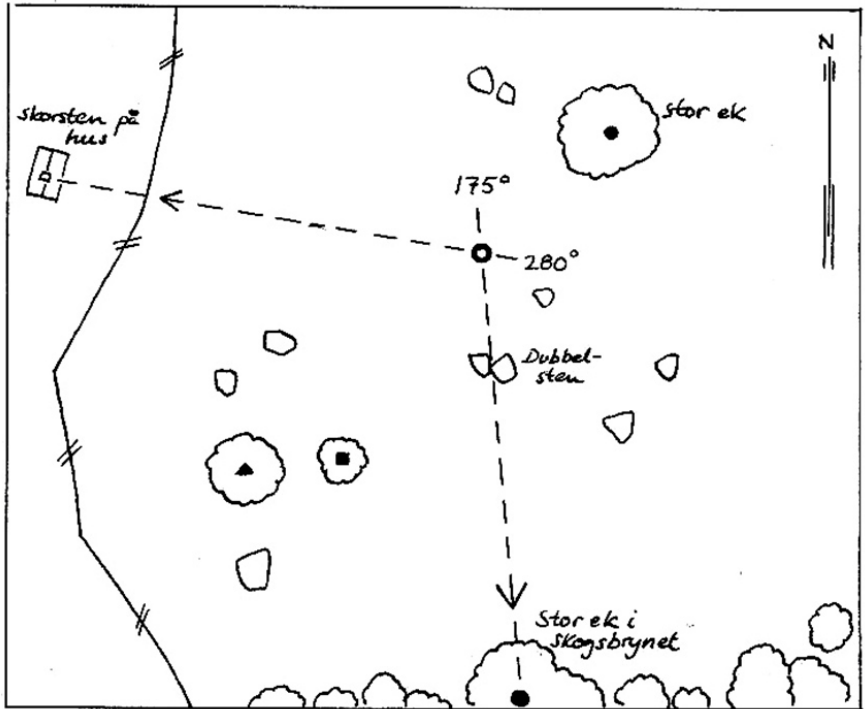 N
Skorsten på
hus
Stor ek
175°
280°
Dubbel-
sten
Stor ek i
skogsbrynet